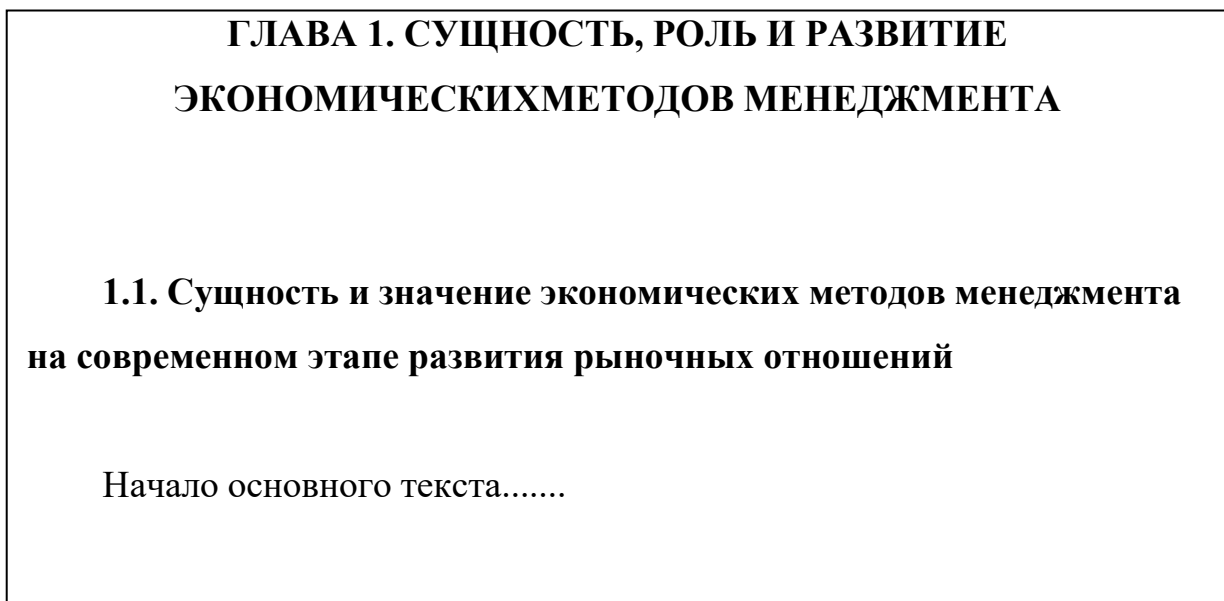 ГЛАВА 1. СУЩНОСТЬ, РОЛЬ И РАЗВИТИЕ
ЭКОНОМИЧЕСКИХМЕТОДОВ МЕНЕДЖМЕНТА
1.1. Сущность и значение экономических методов менеджмента
на современном этапе развития рыночных отношений
Начало основного текста.......